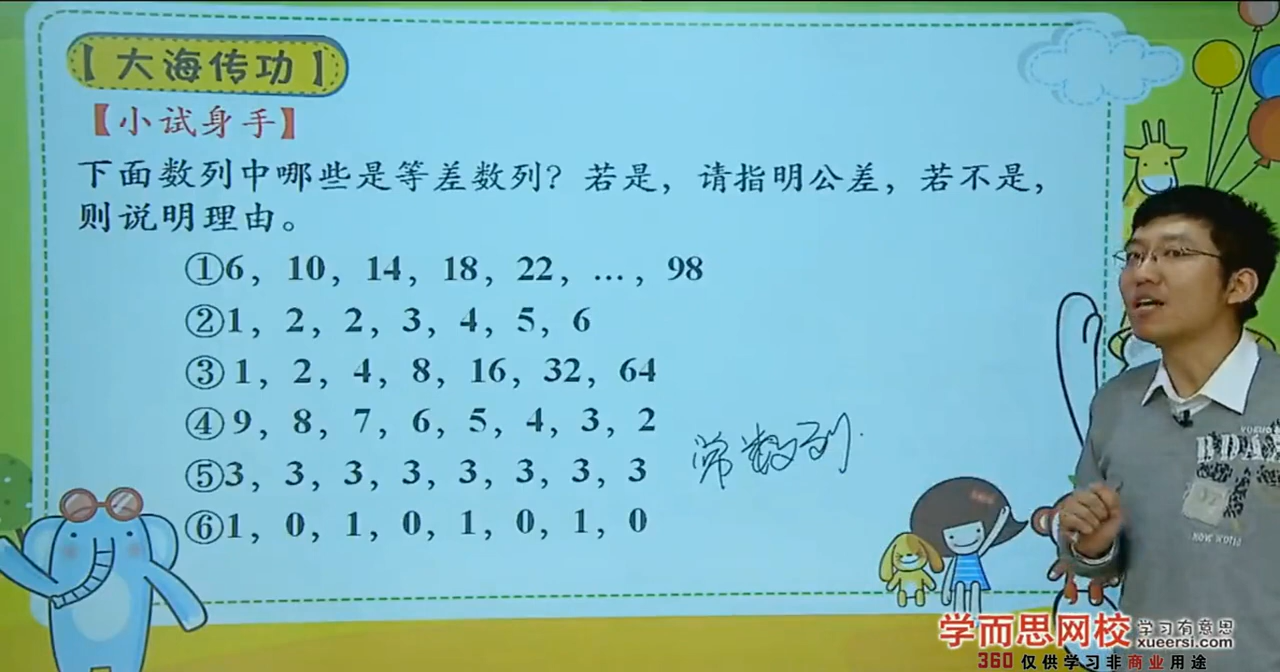 【大海传功】
【小试身手】
下面数列中哪些是等差数列？若是，请指明公差，若不是，
则说明理由。
①6，10，14，18，22，…，98
②1，2，2，3，4，5，6
③1，2，4，8，16，32，64
④9，8，7，6，5，4，3，2
常数列
⑤3，3，3，3，3，3，3，3
⑥1，0，1，0，1，0，1，0
学而思网校 学习有意思
xueersi.com
360 仅供学习非商业用途